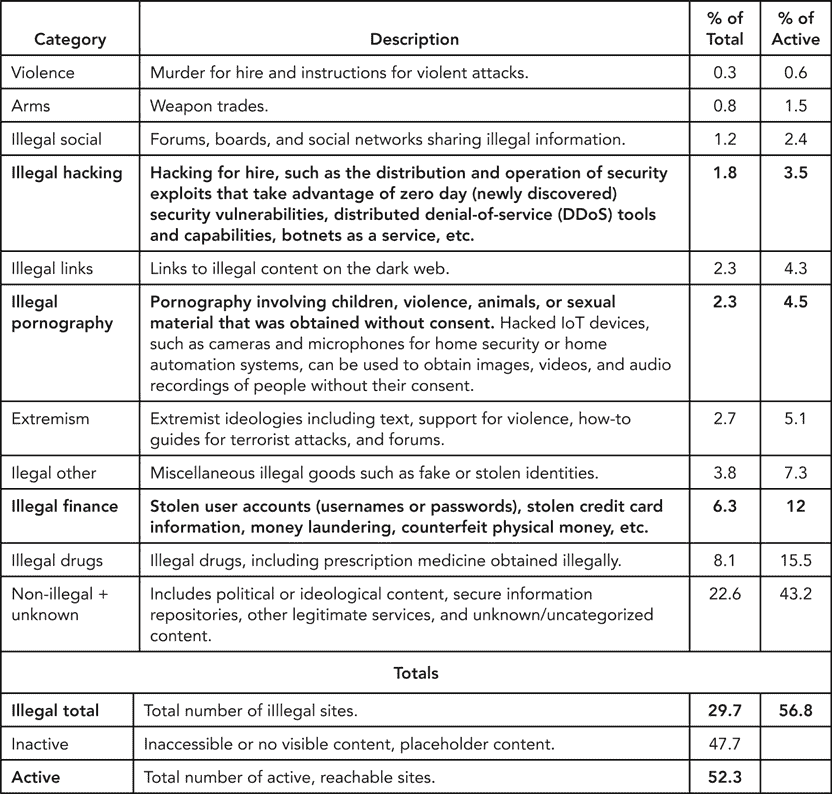 Category Description % of Total % of Active
Violence Murder for hire and instructions for violent attacks. 0.3 0.6
Arms Weapon trades. 0.8 1.5
Illegal social Forums, boards, and social networks sharing illegal information. 1.2 2.4
Illegal hacking Hacking for hire, such as the distribution and operation of security 1.8 3.5
exploits that take advantage of zero day (newly discovered)
security vulnerabilities, distributed denial-of-service (DDoS) tools
and capabilities, botnets as a service, etc.
Illegal links Links to illegal content on the dark web. 2.3 4.3
Illegal Pornography involving children, violence, animals, or sexual 2.3 4.5
pornography material that was obtained without consent. Hacked IoT devices,
such as cameras and microphones for home security or home
automation systems, can be used to obtain images, videos, and audio
recordings of people without their consent.
Extremism Extremist ideologies including text, support for violence, how-to 2.7 5.1
guides for terrorist attacks, and forums.
Ilegal other Miscellaneous illegal goods such as fake or stolen identities. 3.8 7.3
Illegal finance Stolen user accounts (usernames or passwords), stolen credit card 6.3 12
information, money laundering, counterfeit physical money, etc.
Illegal drugs Illegal drugs, including prescription medicine obtained illegally. 8.1 15.5
Non-illegal + Includes political or ideological content, secure information 22.6 43.2
unknown repositories, other legitimate services, and unknown/uncategorized
content.
Totals
Illegal total Total number of iIllegal sites. 29.7 56.8
Inactive Inaccessible or no visible content, placeholder content. 47.7
Active Total number of active, reachable sites. 52.3